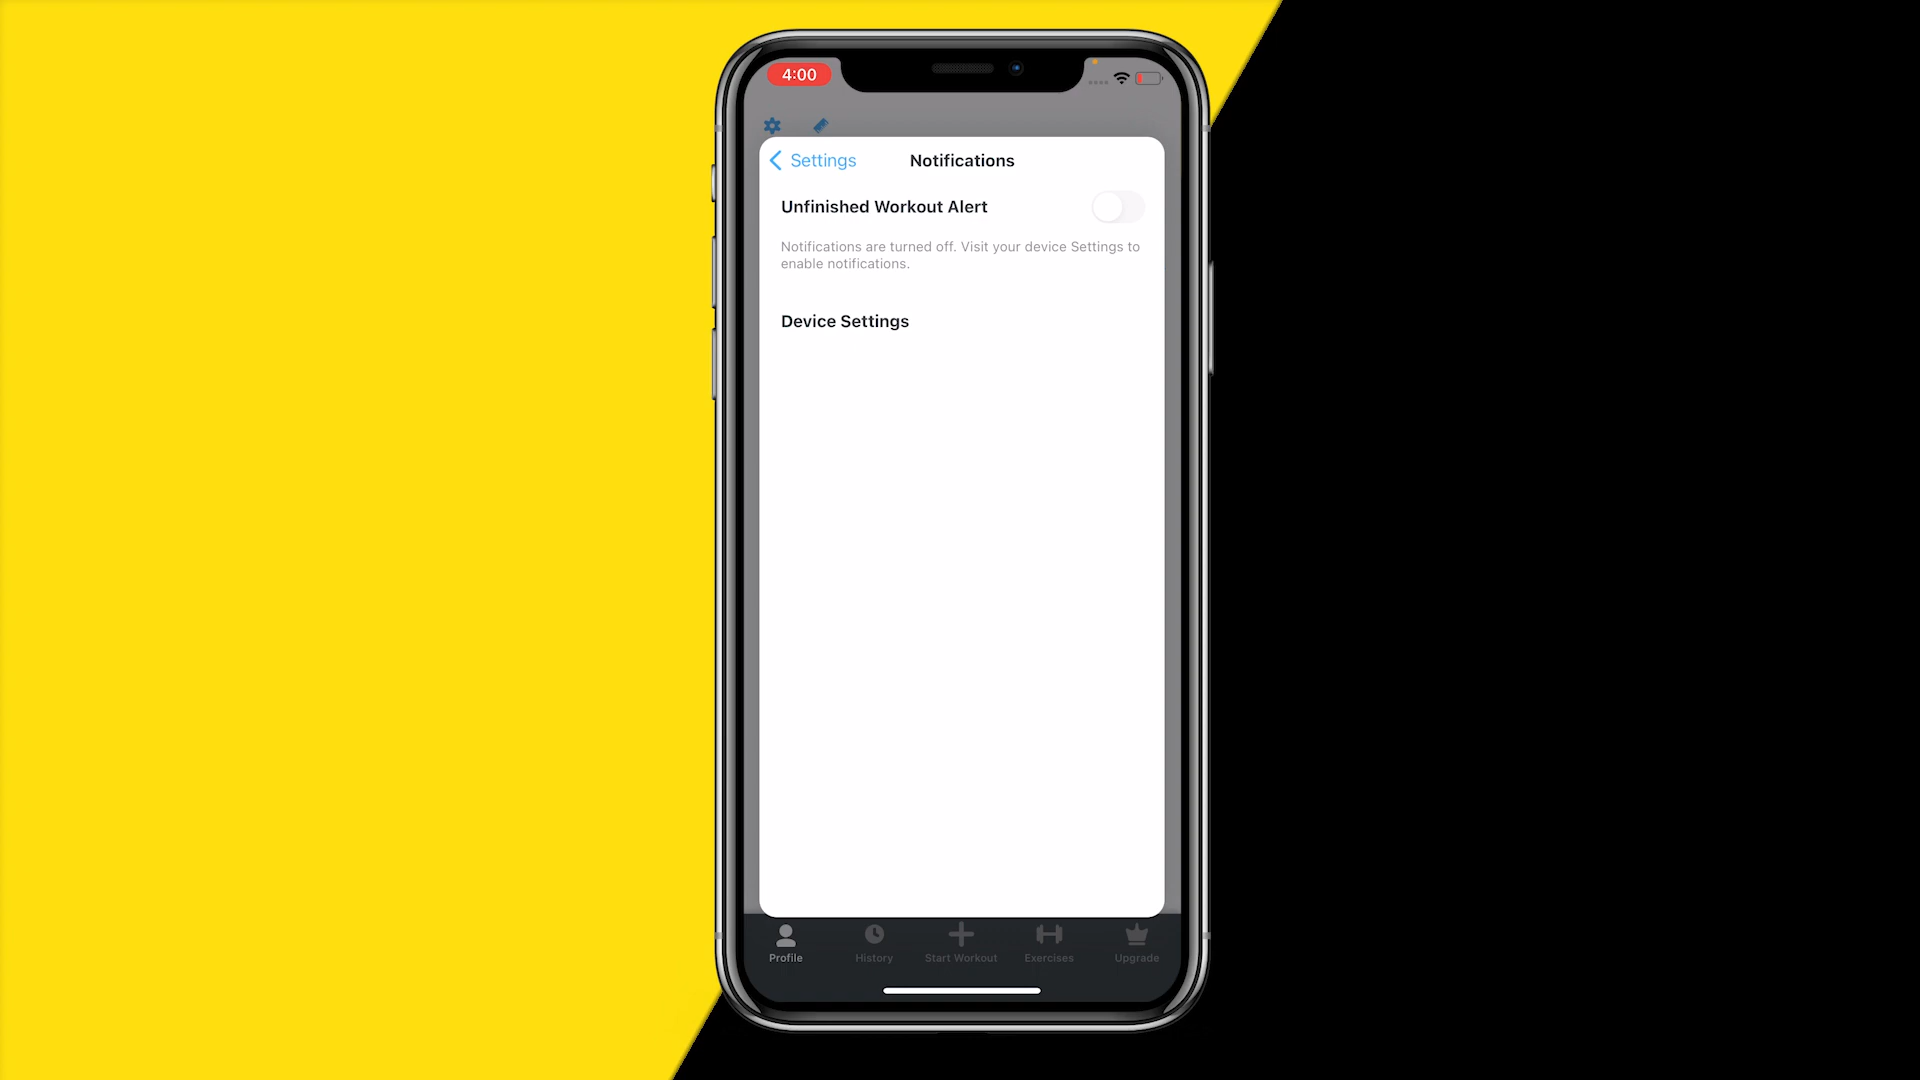 4:00
Settings
Notifications
Unfinished Workout Alert
Notifications are turned off. Visit your device Settings to
enable notifications.
Device Settings
Profile
History
Start Workout
Exercises
Upgrade